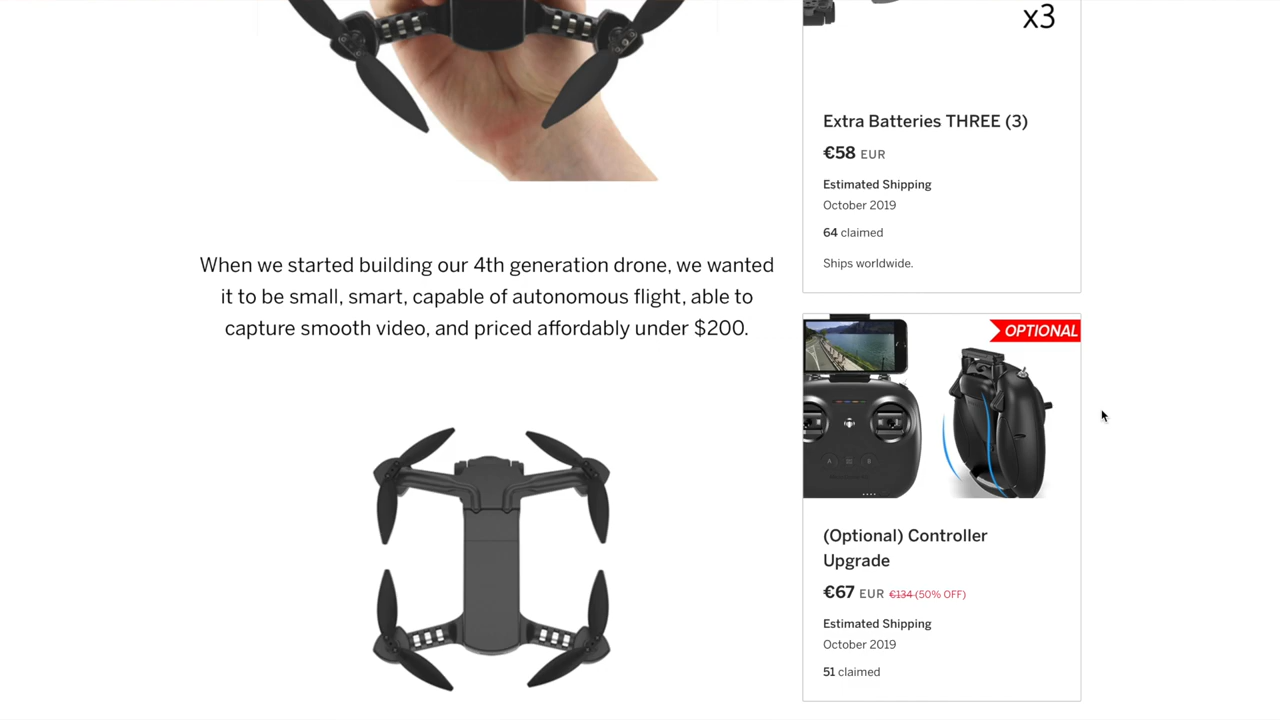 x3
Extra Batteries THREE (3)
€58 EUR
Estimated Shipping
October 2019
64 claimed
Ships worldwide.
When we started building our 4th generation drone, we wanted
it to be small, smart, capable of autonomous flight, able to
capture smooth video, and priced affordably under $200.
OPTIONAL
A
B
(Optional) Controller
Upgrade
€67 EUR €134 (50% OFF)
Estimated Shipping
October 2019
51 claimed